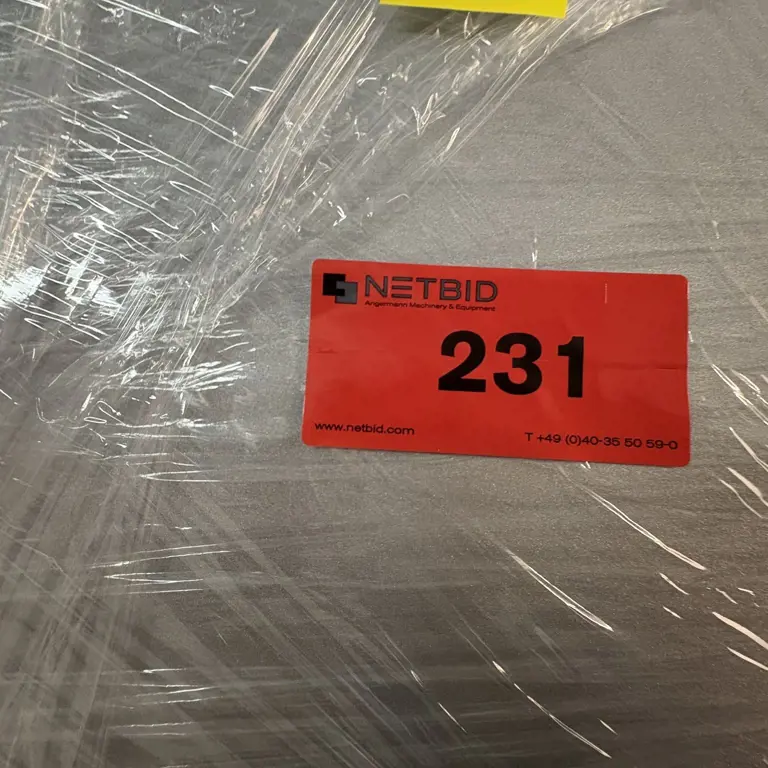 NETBID
Angermann Machinery & Equipment
231
www.netbid.com
T +49 (0)40-35 50 59-0